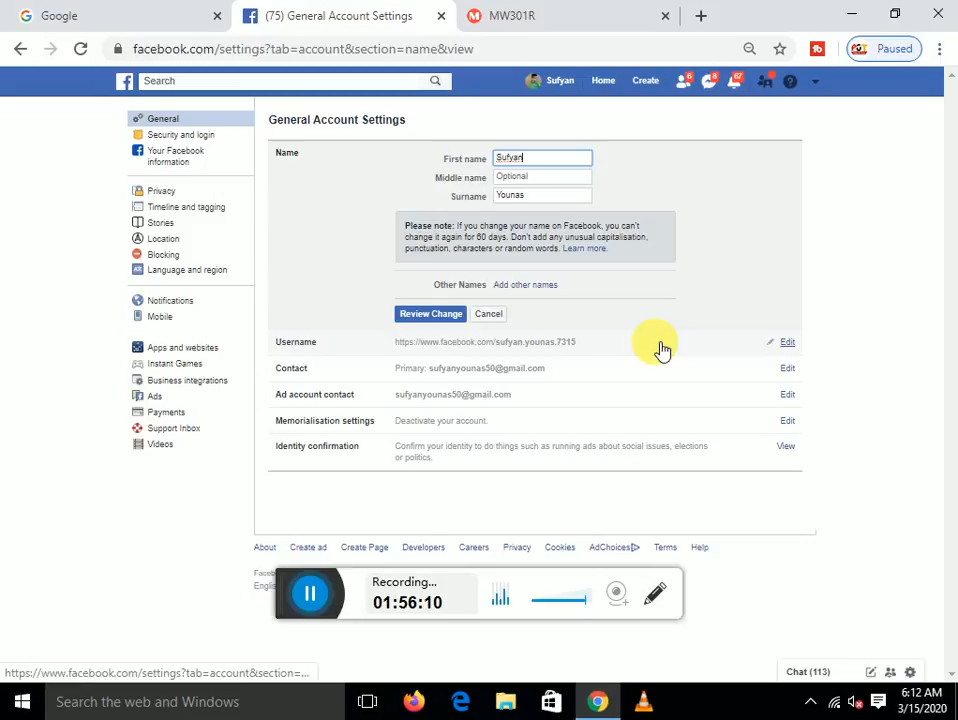 Google
(75) General Account Settings
MW301R
facebook.com/settings?tab=account&section=name&view
Paused
Search
Sufyan
Home
Create
6
8
67
General
Security and login
Your Facebook
information
Privacy
Timeline and tagging
Stories
Location
Blocking
Language and region
Notifications
Mobile
Apps and websites
Instant Games
Business integrations
Ads
Payments
Support Inbox
Videos
General Account Settings
Name
First name
Sufyan
Middle name
Optional
Surname
Younas
Please note: If you change your name on Facebook, you can't
change it again for 60 days. Don't add any unusual capitalisation,
punctuation, characters or random words. Learn more.
Other Names Add other names
Review Change
Cancel
Username https://www.facebook.com/sufyan.younas.7315 Edit
Contact Primary: sufyanyounas50@gmail.com Edit
Ad account contact sufyanyounas50@gmail.com Edit
Memorialisation settings Deactivate your account. Edit
Identity confirmation Confirm your identity to do things such as running ads about social issues, elections
or politics. View
About Create ad Create Page Developers Careers Privacy Cookies AdChoices Terms Help
Faceb
Englis
Recording...
01:56:10
https://www.facebook.com/settings?tab=account&section=...
Chat (113)
Search the web and Windows
6:12 AM
3/15/2020